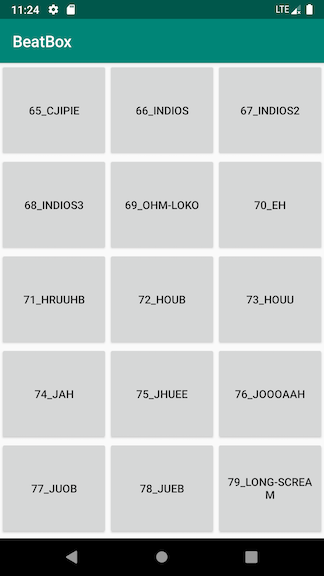 11:24 LTE
BeatBox
65_CJIPIE 66_INDIOS 67_INDIOS2
68_INDIOS3 69_OHM-LOKO 70_EH
71_HRUUHB 72_HOUB 73_HOUU
74_JAH 75_JHUEE 76_JOOOAAH
77_JUOB 78_JUEB 79_LONG-SCREA
M